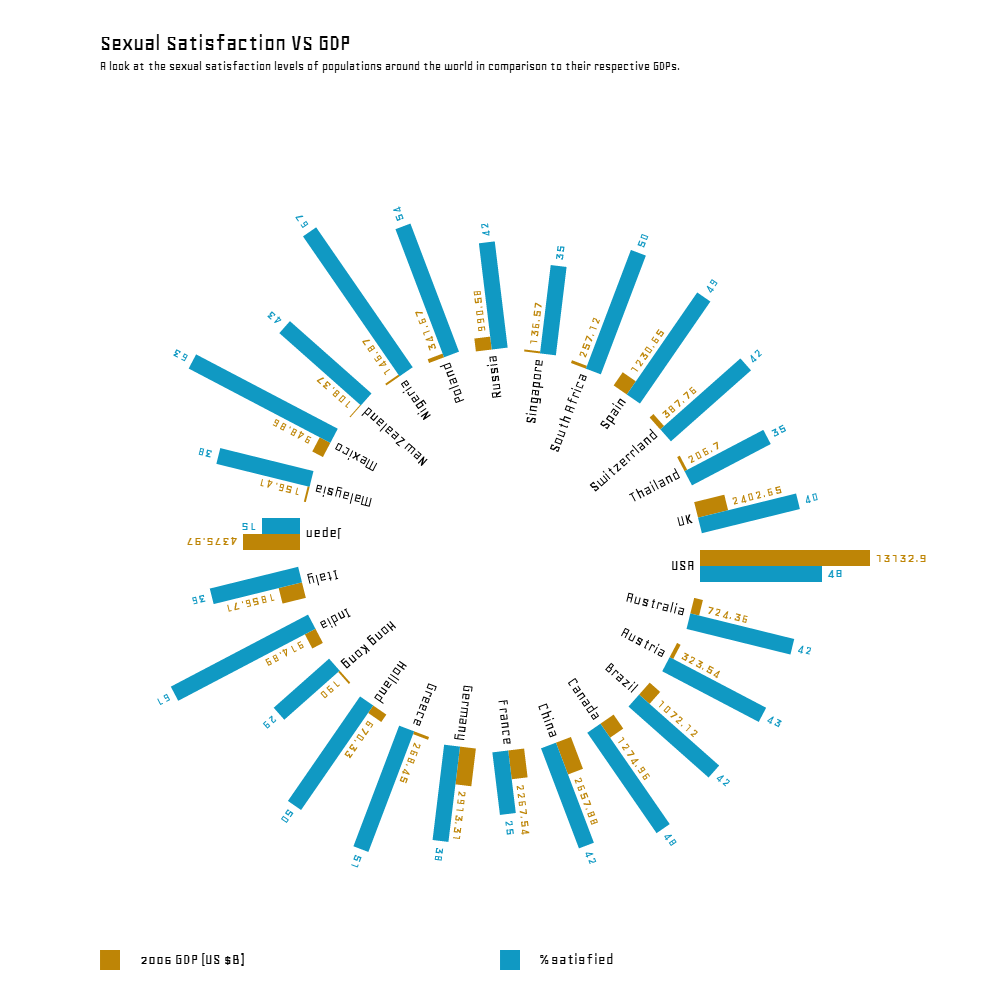 Sexual Satisfaction VS GDP
A look at the sexual satisfaction levels of populations around the world in comparison to their respective GDPs.
USA
13132.9
48
Australia
724.35
42
Austria
323.54
43
Brazil
1072.12
42
Canada
1274.96
48
China
2657.88
42
France
2267.54
25
Germany
2913.31
38
Greece
268.45
51
Holland
670.33
50
Hong Kong
190
29
India
914.89
61
Italy
1856.71
36
Japan
4375.97
15
Malaysia
156.41
38
Mexico
948.86
63
New Zealand
108.37
43
Nigeria
146.87
67
Poland
341.67
54
Russia
990.58
42
Singapore
136.57
35
South Africa
257.12
50
Spain
1230.65
49
Switzerrland
387.76
42
Thailand
206.7
35
UK
2402.65
40
2006 GDP [US $B]
% satisfied